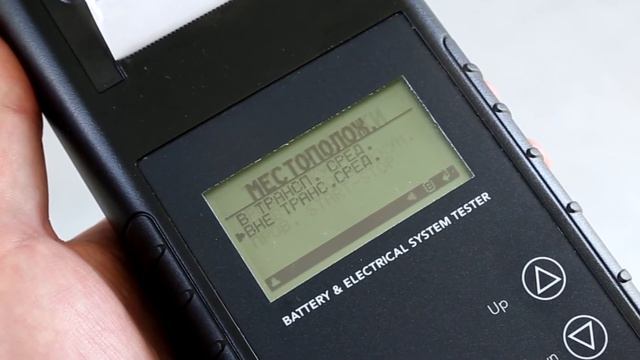 МЕСТОПОЛОЖ.
В ТРАНСП. СРЕД.
ВНЕ ТРАНС.СРЕД.
BATTERY & ELECTRICAL SYSTEM TESTER
Up